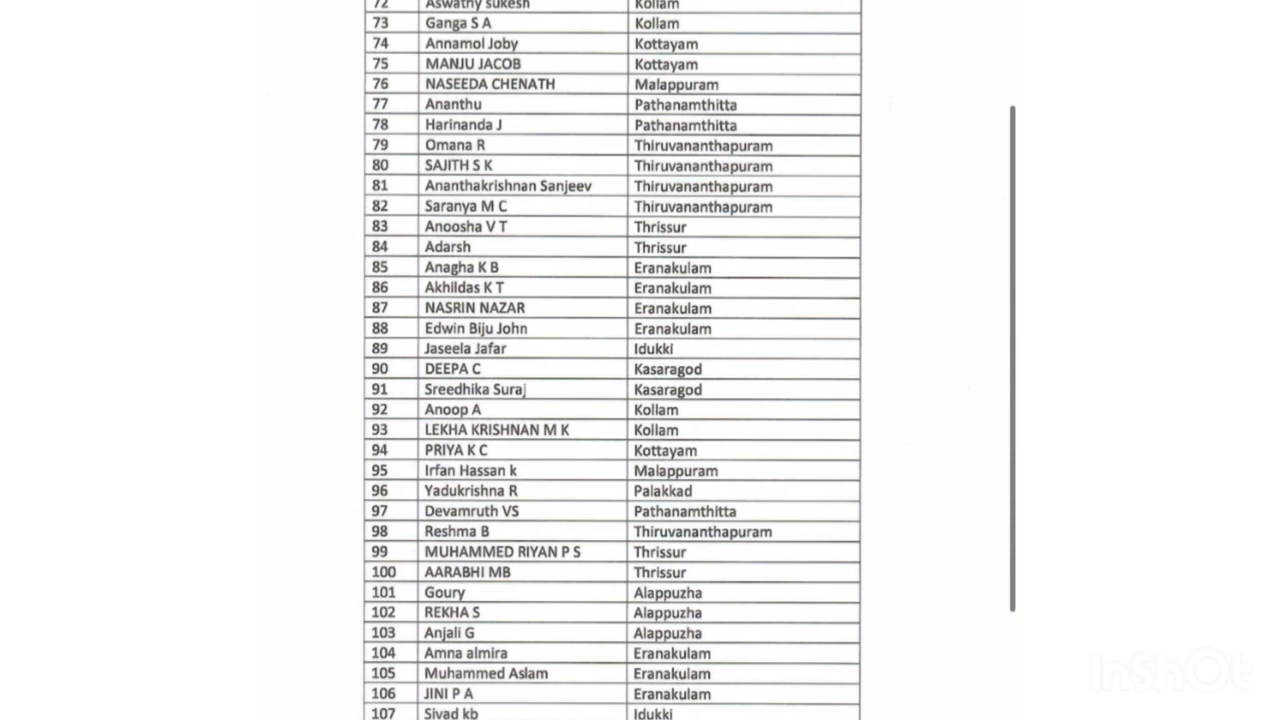 72 Aswathy sukesh Kollam
73 Ganga S A Kollam
74 Annamol Joby Kottayam
75 MANJU JACOB Kottayam
76 NASEEDA CHENATH Malappuram
77 Ananthu Pathanamthitta
78 Harinanda J Pathanamthitta
79 Omana R Thiruvananthapuram
80 SAJITH S K Thiruvananthapuram
81 Ananthakrishnan Sanjeev Thiruvananthapuram
82 Saranya M C Thiruvananthapuram
83 Anoosha V T Thrissur
84 Adarsh Thrissur
85 Anagha K B Eranakulam
86 Akhildas K T Eranakulam
87 NASRIN NAZAR Eranakulam
88 Edwin Biju John Eranakulam
89 Jaseela Jafar Idukki
90 DEEPA C Kasaragod
91 Sreedhika Suraj Kasaragod
92 Anoop A Kollam
93 LEKHA KRISHNAN M K Kollam
94 PRIYA K C Kottayam
95 Irfan Hassan k Malappuram
96 Yadukrishna R Palakkad
97 Devamruth VS Pathanamthitta
98 Reshma B Thiruvananthapuram
99 MUHAMMED RIYAN P S Thrissur
100 AARABHI MB Thrissur
101 Goury Alappuzha
102 REKHA S Alappuzha
103 Anjali G Alappuzha
104 Amna almira Eranakulam
105 Muhammed Aslam Eranakulam
106 JINI P A Eranakulam
107 Sivad kb Idukki
InShOt